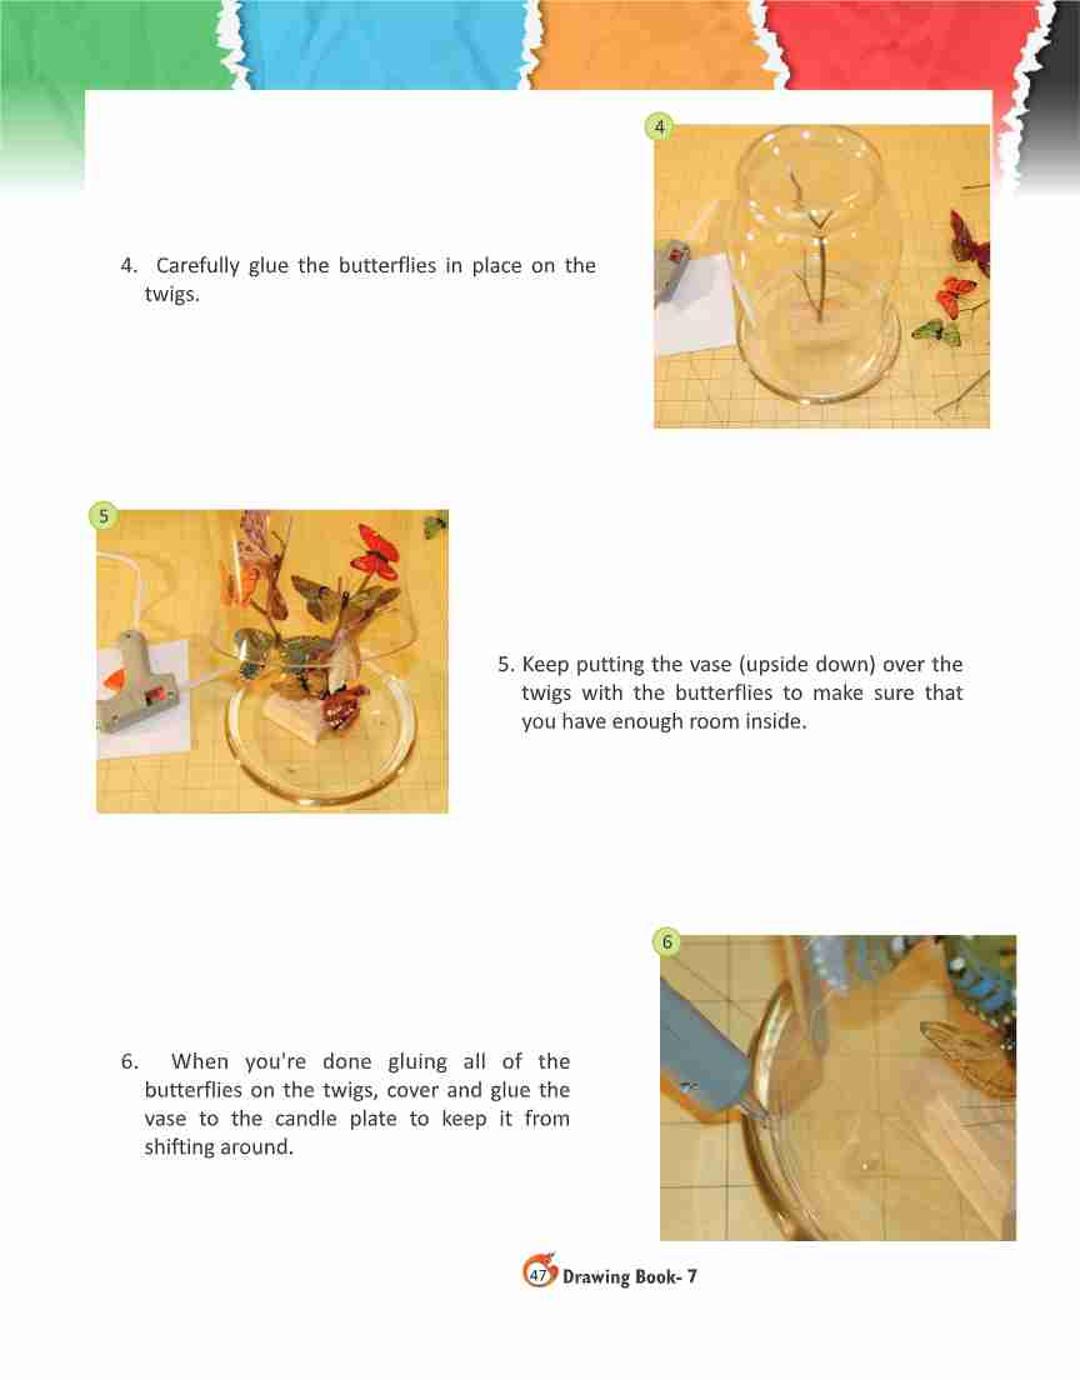 4
4. Carefully glue the butterflies in place on the
twigs.
5
5. Keep putting the vase (upside down) over the
twigs with the butterflies to make sure that
you have enough room inside.
6
6. When you're done gluing all of the
butterflies on the twigs, cover and glue the
vase to the candle plate to keep it from
shifting around.
47 Drawing Book- 7